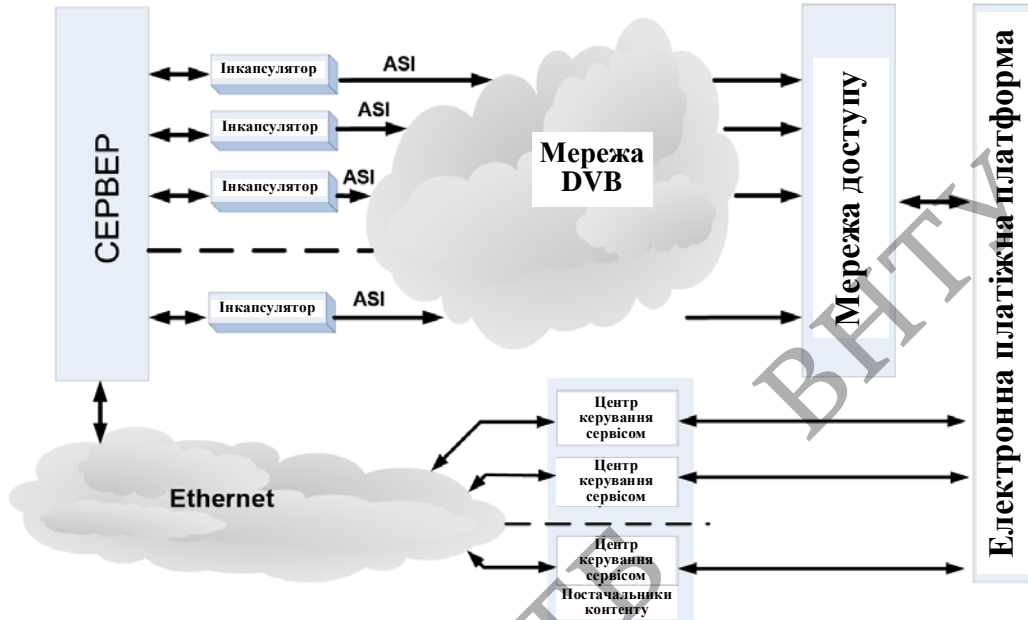 СЕРВЕР
Інкапсулятор
ASI
Інкапсулятор
ASI
Інкапсулятор
ASI
Інкапсулятор
ASI
Мережа
DVB
Мережа доступу
Електронна платіжна платформа
Ethernet
Центр
керування
сервісом
Центр
керування
сервісом
Центр
керування
сервісом
Постачальники
контенту
ВНТУ